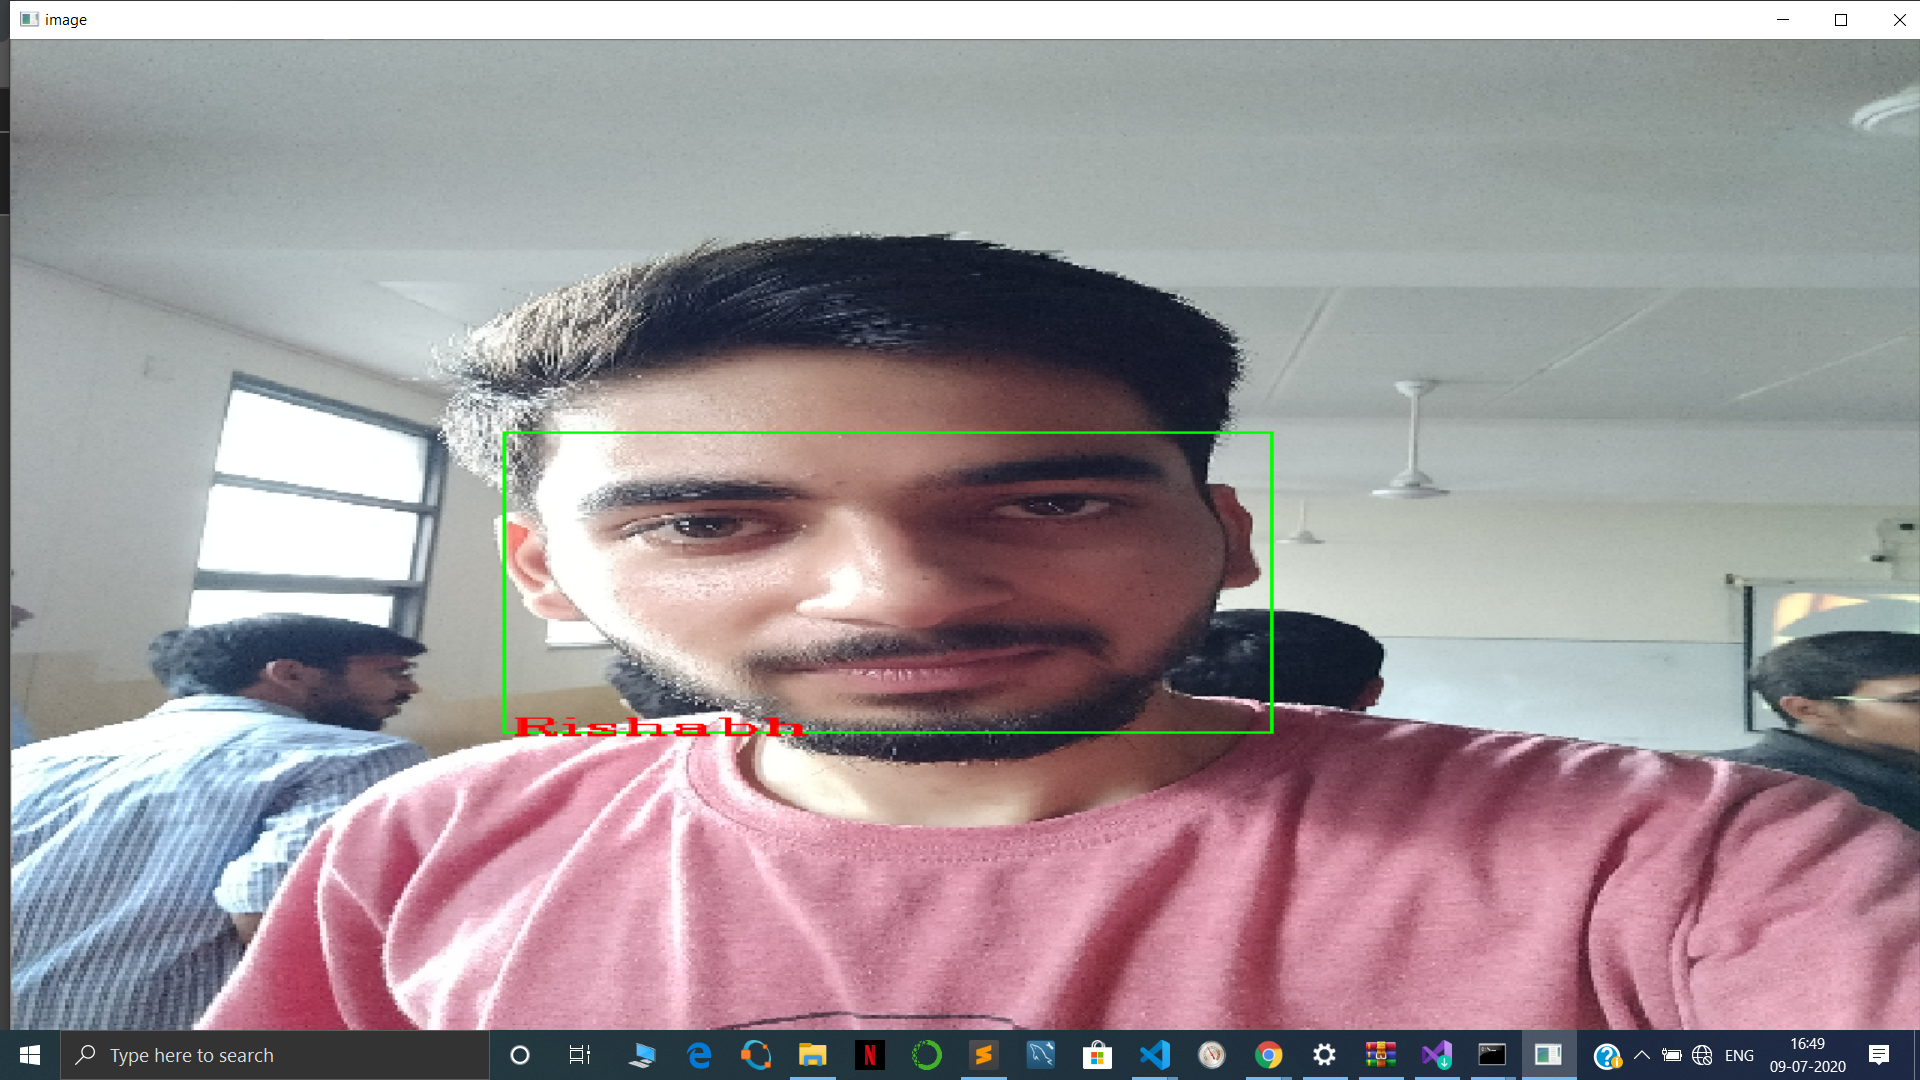 image
Rishabh
Type here to search
ENG
16:49
09-07-2020